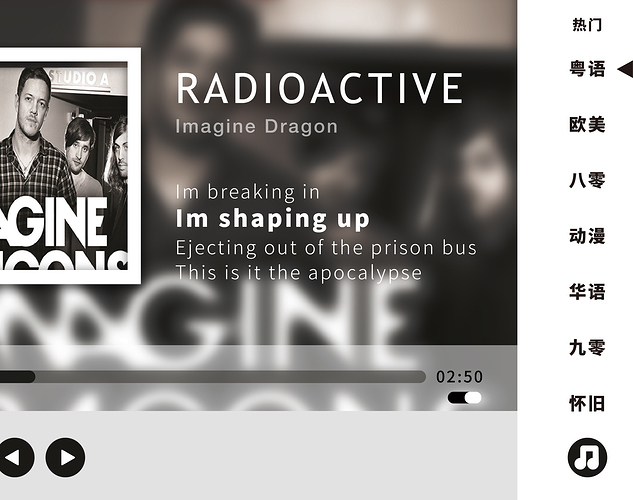 STUDIO A
AGINE
RADIOACTIVE
Imagine Dragon
Im breaking in
Im shaping up
Ejecting out of the prison bus
This is it the apocalypse
02:50
热门
粤语
欧美
八零
动漫
华语
九零
怀旧